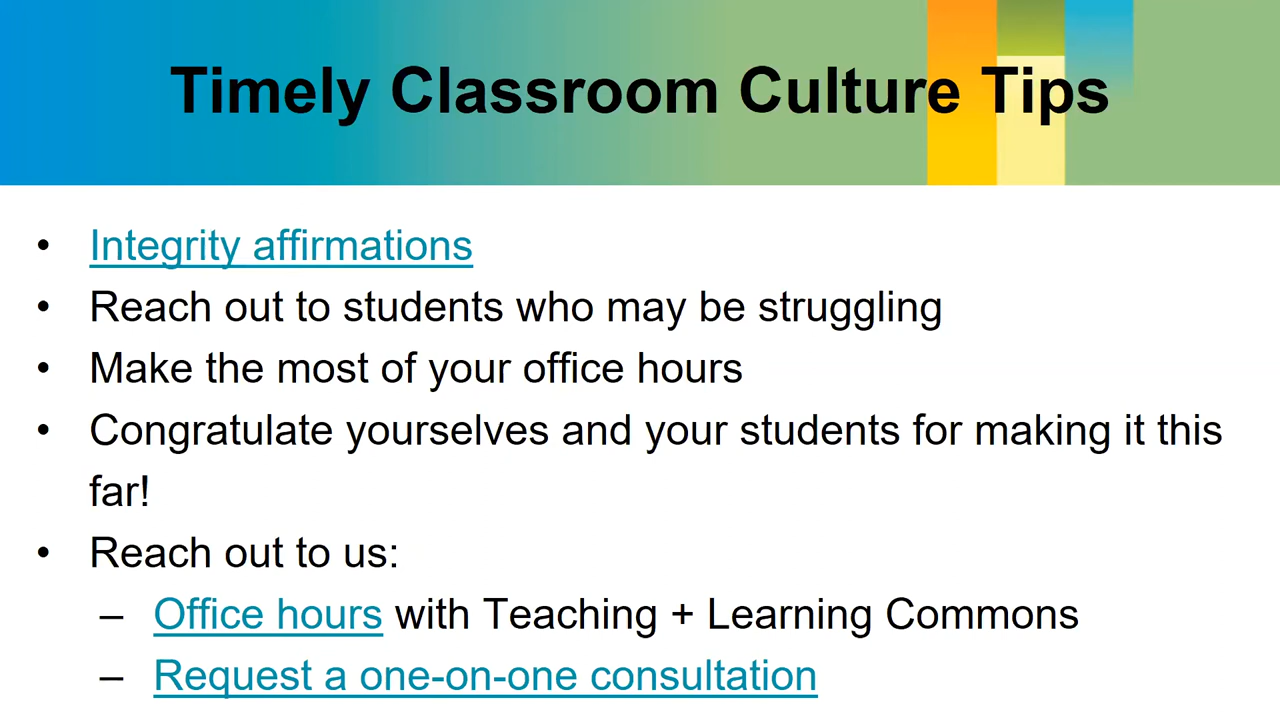 Timely Classroom Culture Tips
• Integrity affirmations
• Reach out to students who may be struggling
• Make the most of your office hours
• Congratulate yourselves and your students for making it this
far!
• Reach out to us:
– Office hours with Teaching + Learning Commons
– Request a one-on-one consultation